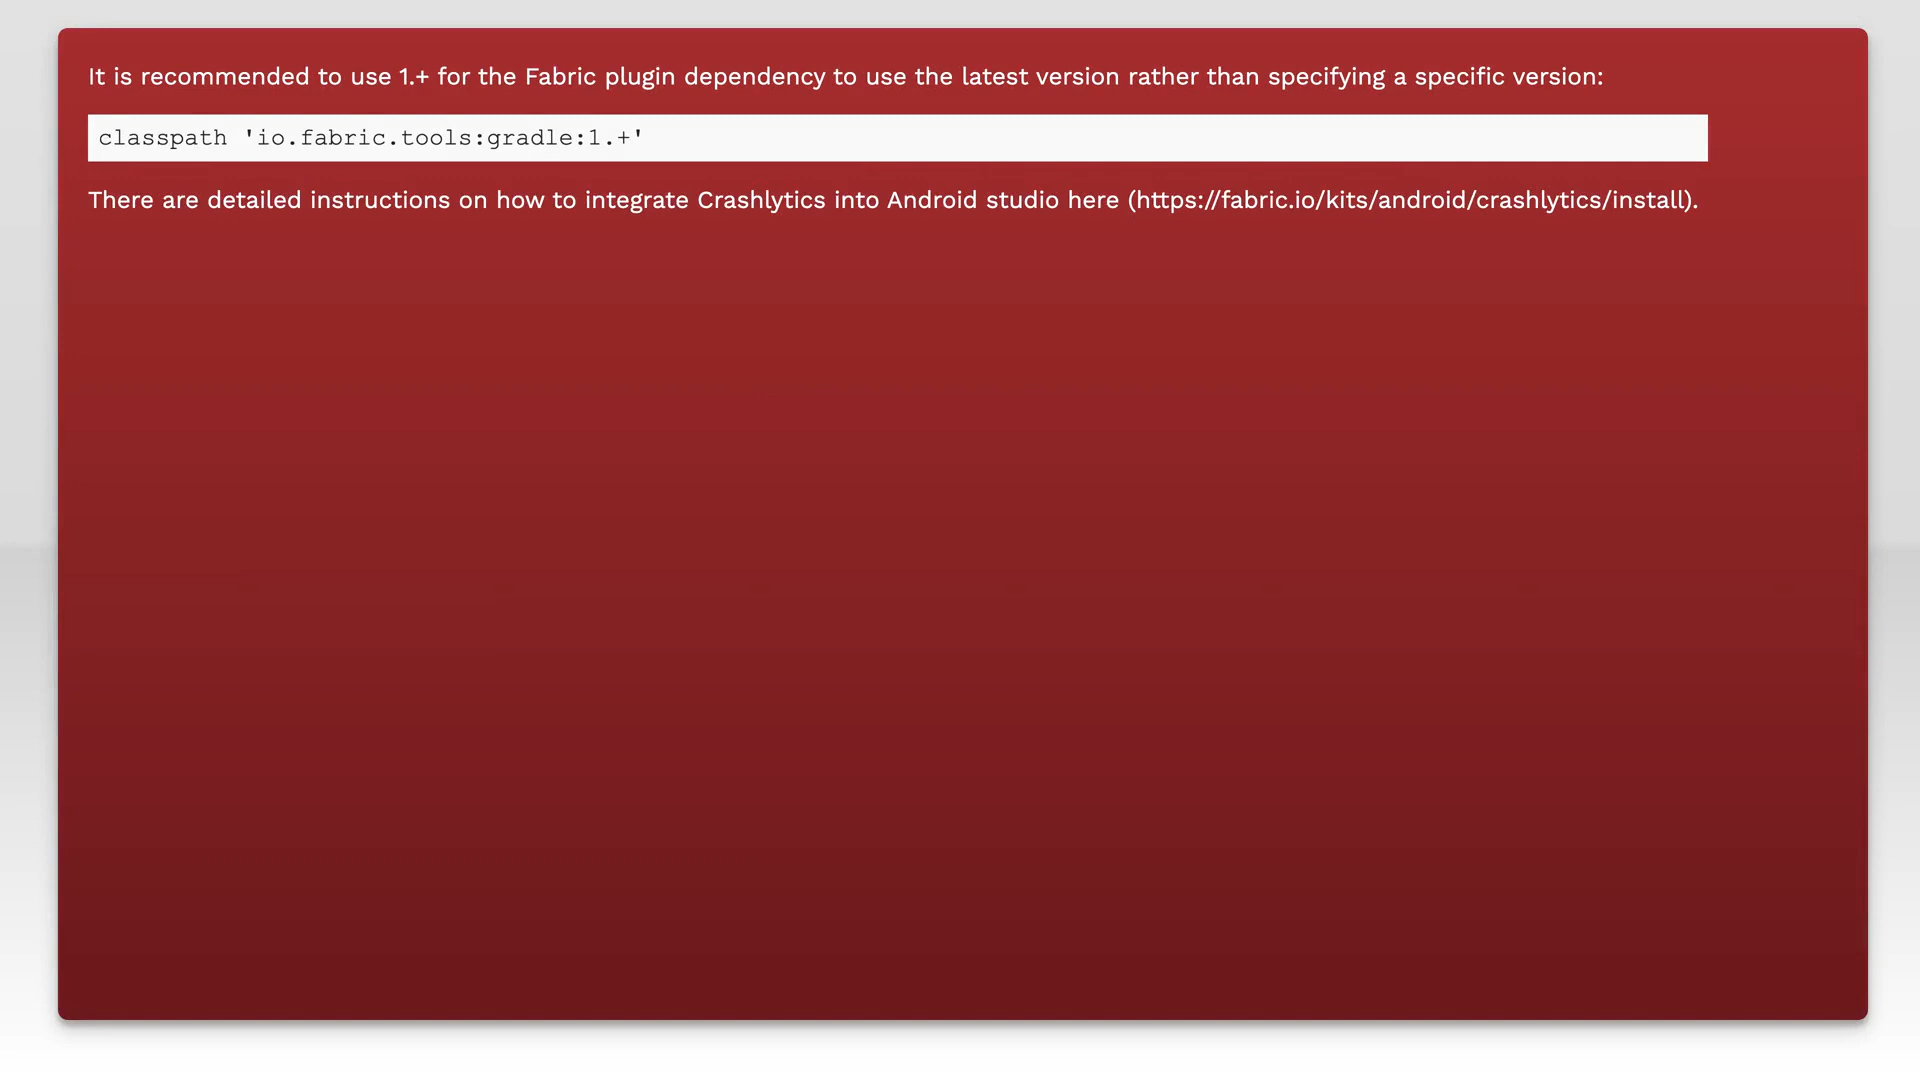 It is recommended to use 1.+ for the Fabric plugin dependency to use the latest version rather than specifying a specific version:
classpath 'io.fabric.tools:gradle:1.+'
There are detailed instructions on how to integrate Crashlytics into Android studio here (https://fabric.io/kits/android/crashlytics/install).